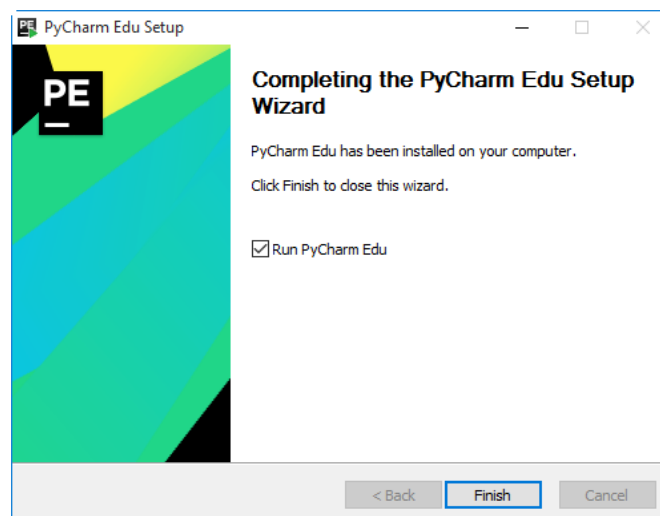 PyCharm Edu Setup
PE
Completing the PyCharm Edu Setup
Wizard
PyCharm Edu has been installed on your computer.
Click Finish to close this wizard.
Run PyCharm Edu
< Back
Finish
Cancel